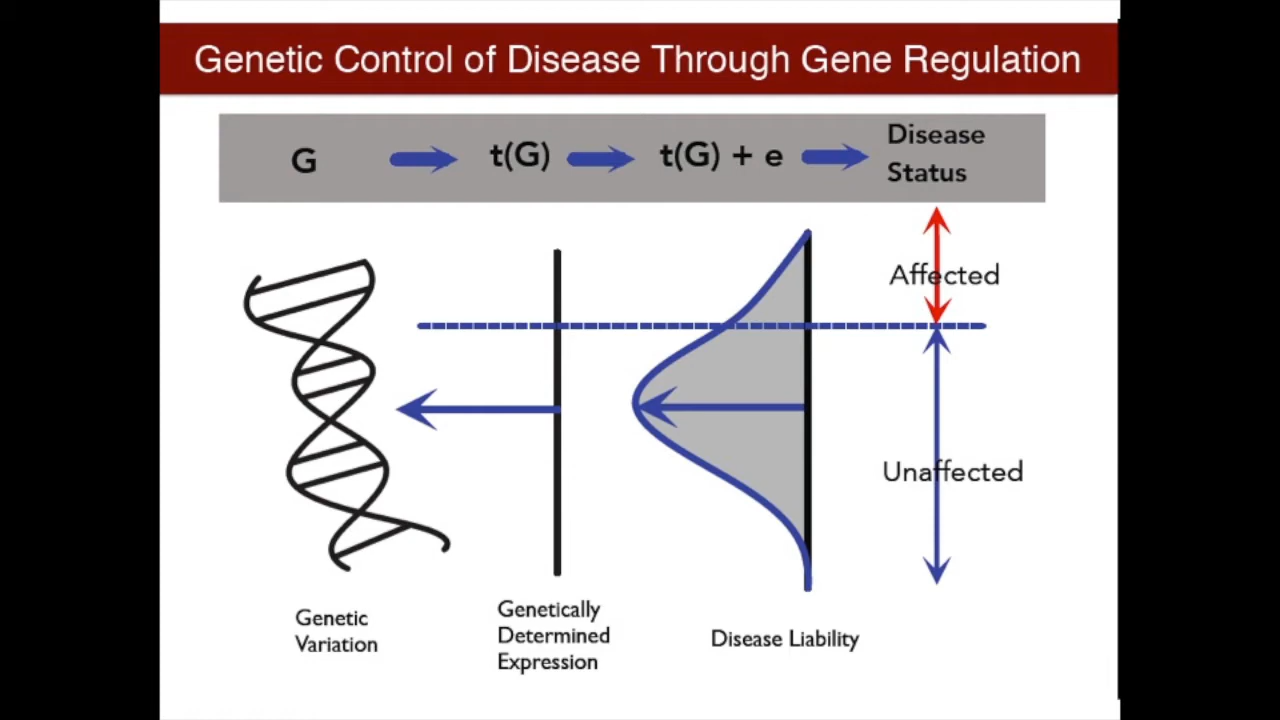 Genetic Control of Disease Through Gene Regulation
G
t(G)
t(G) + e
Disease
Status
Affected
Unaffected
Genetic
Variation
Genetically
Determined
Expression
Disease Liability